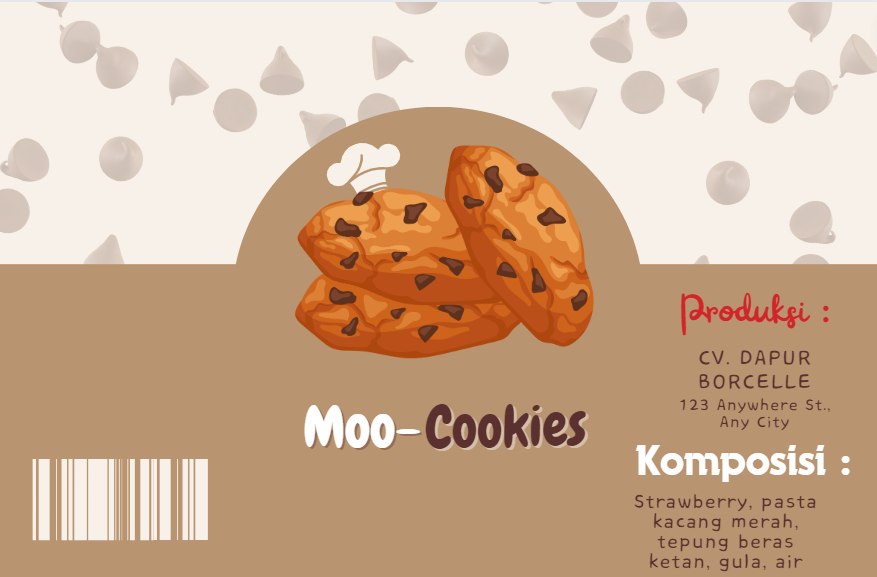 Moo-Cookies
Produksi :
CV. DAPUR
BORCELLE
123 Anywhere St.,
Any City
Komposisi :
Strawberry, pasta
kacang merah,
tepung beras
ketan, gula, air